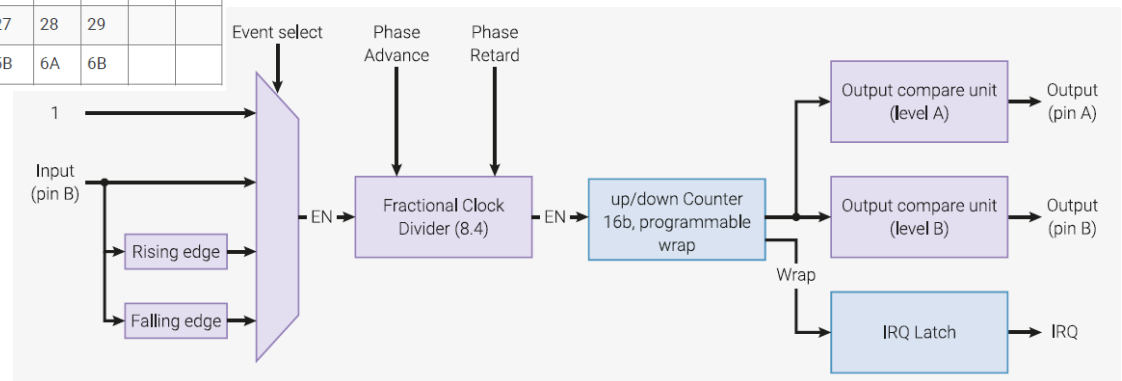 28 29
6A 6B
Event select
Phase
Advance
Phase
Retard
1
Input
(pin B)
Rising edge
Falling edge
EN
Fractional Clock
Divider (8.4)
EN
up/down Counter
16b, programmable
wrap
Wrap
Output compare unit
(level A)
Output
(pin A)
Output compare unit
(level B)
Output
(pin B)
IRQ Latch
IRQ